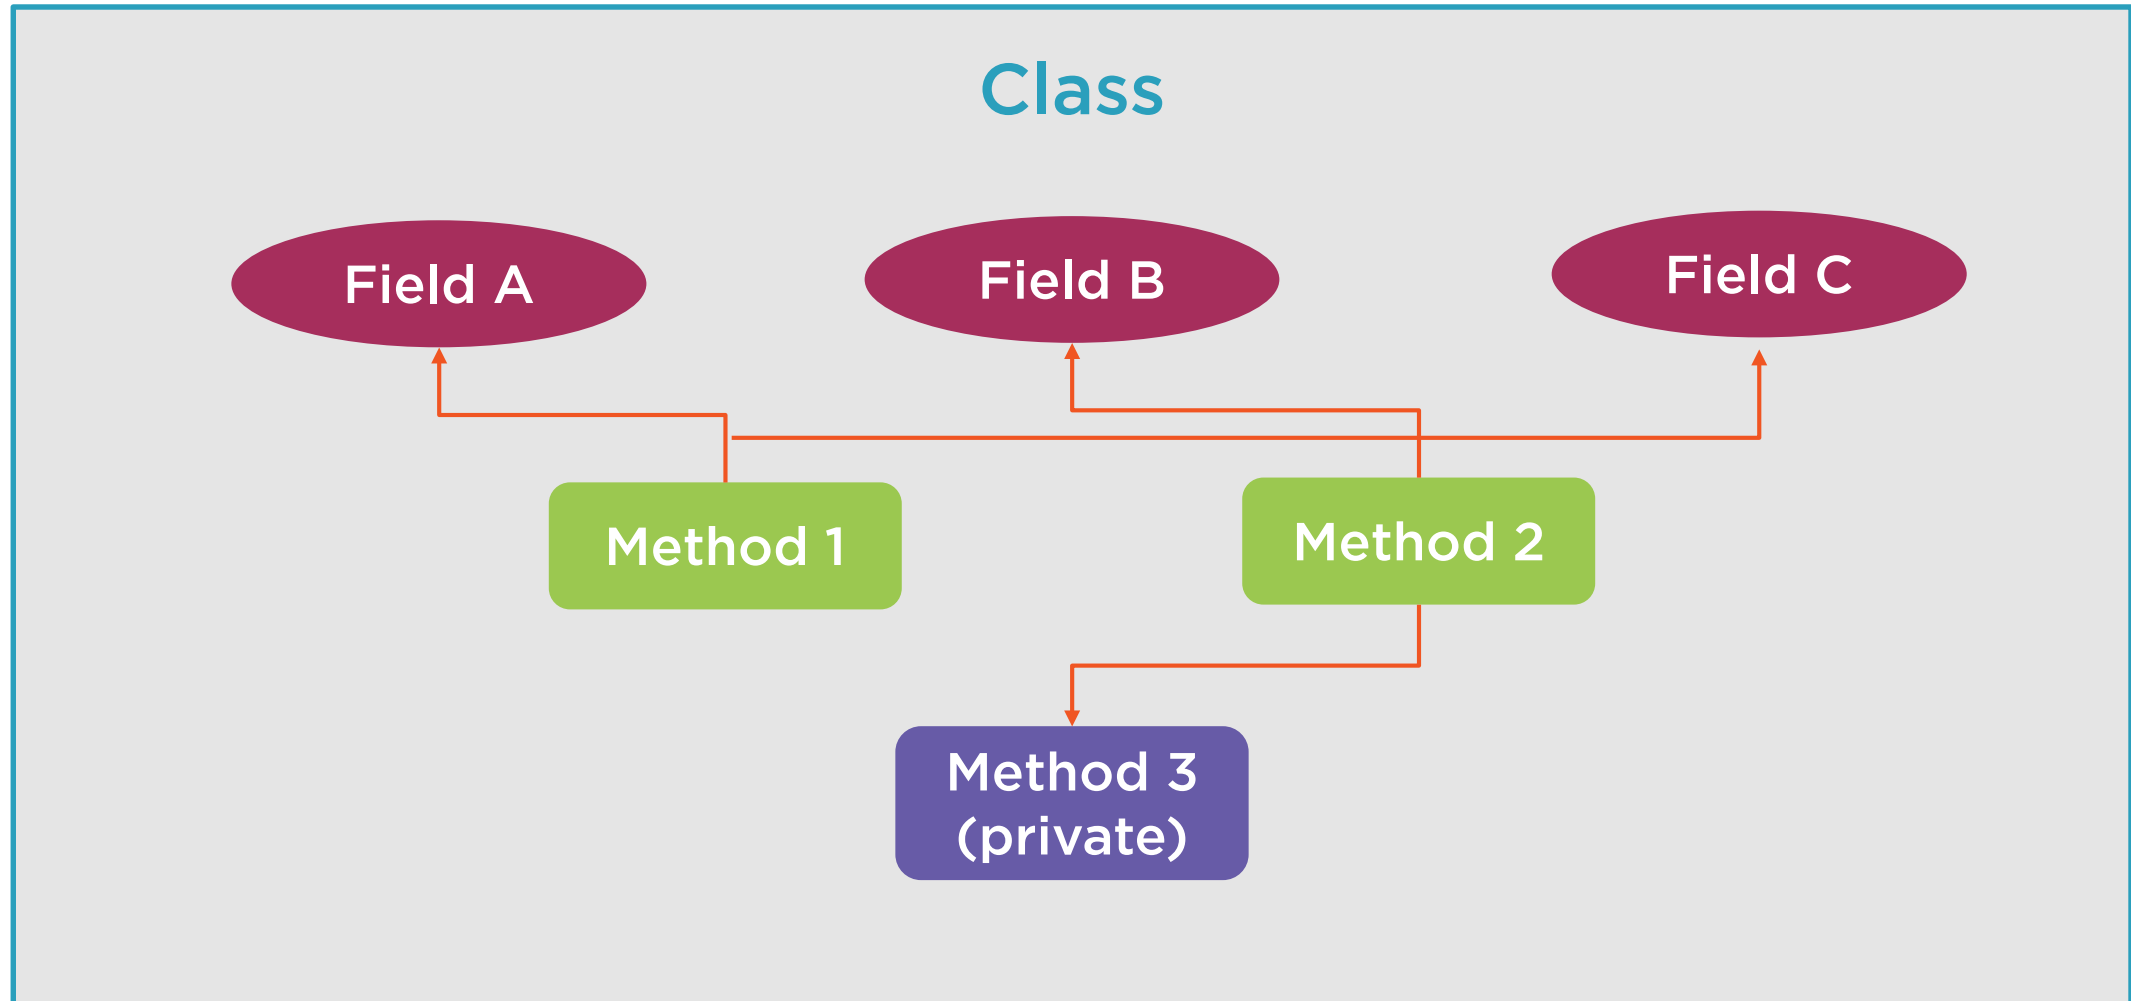 Class
Field A
Field B
Field C
Method 1
Method 2
Method 3
(private)